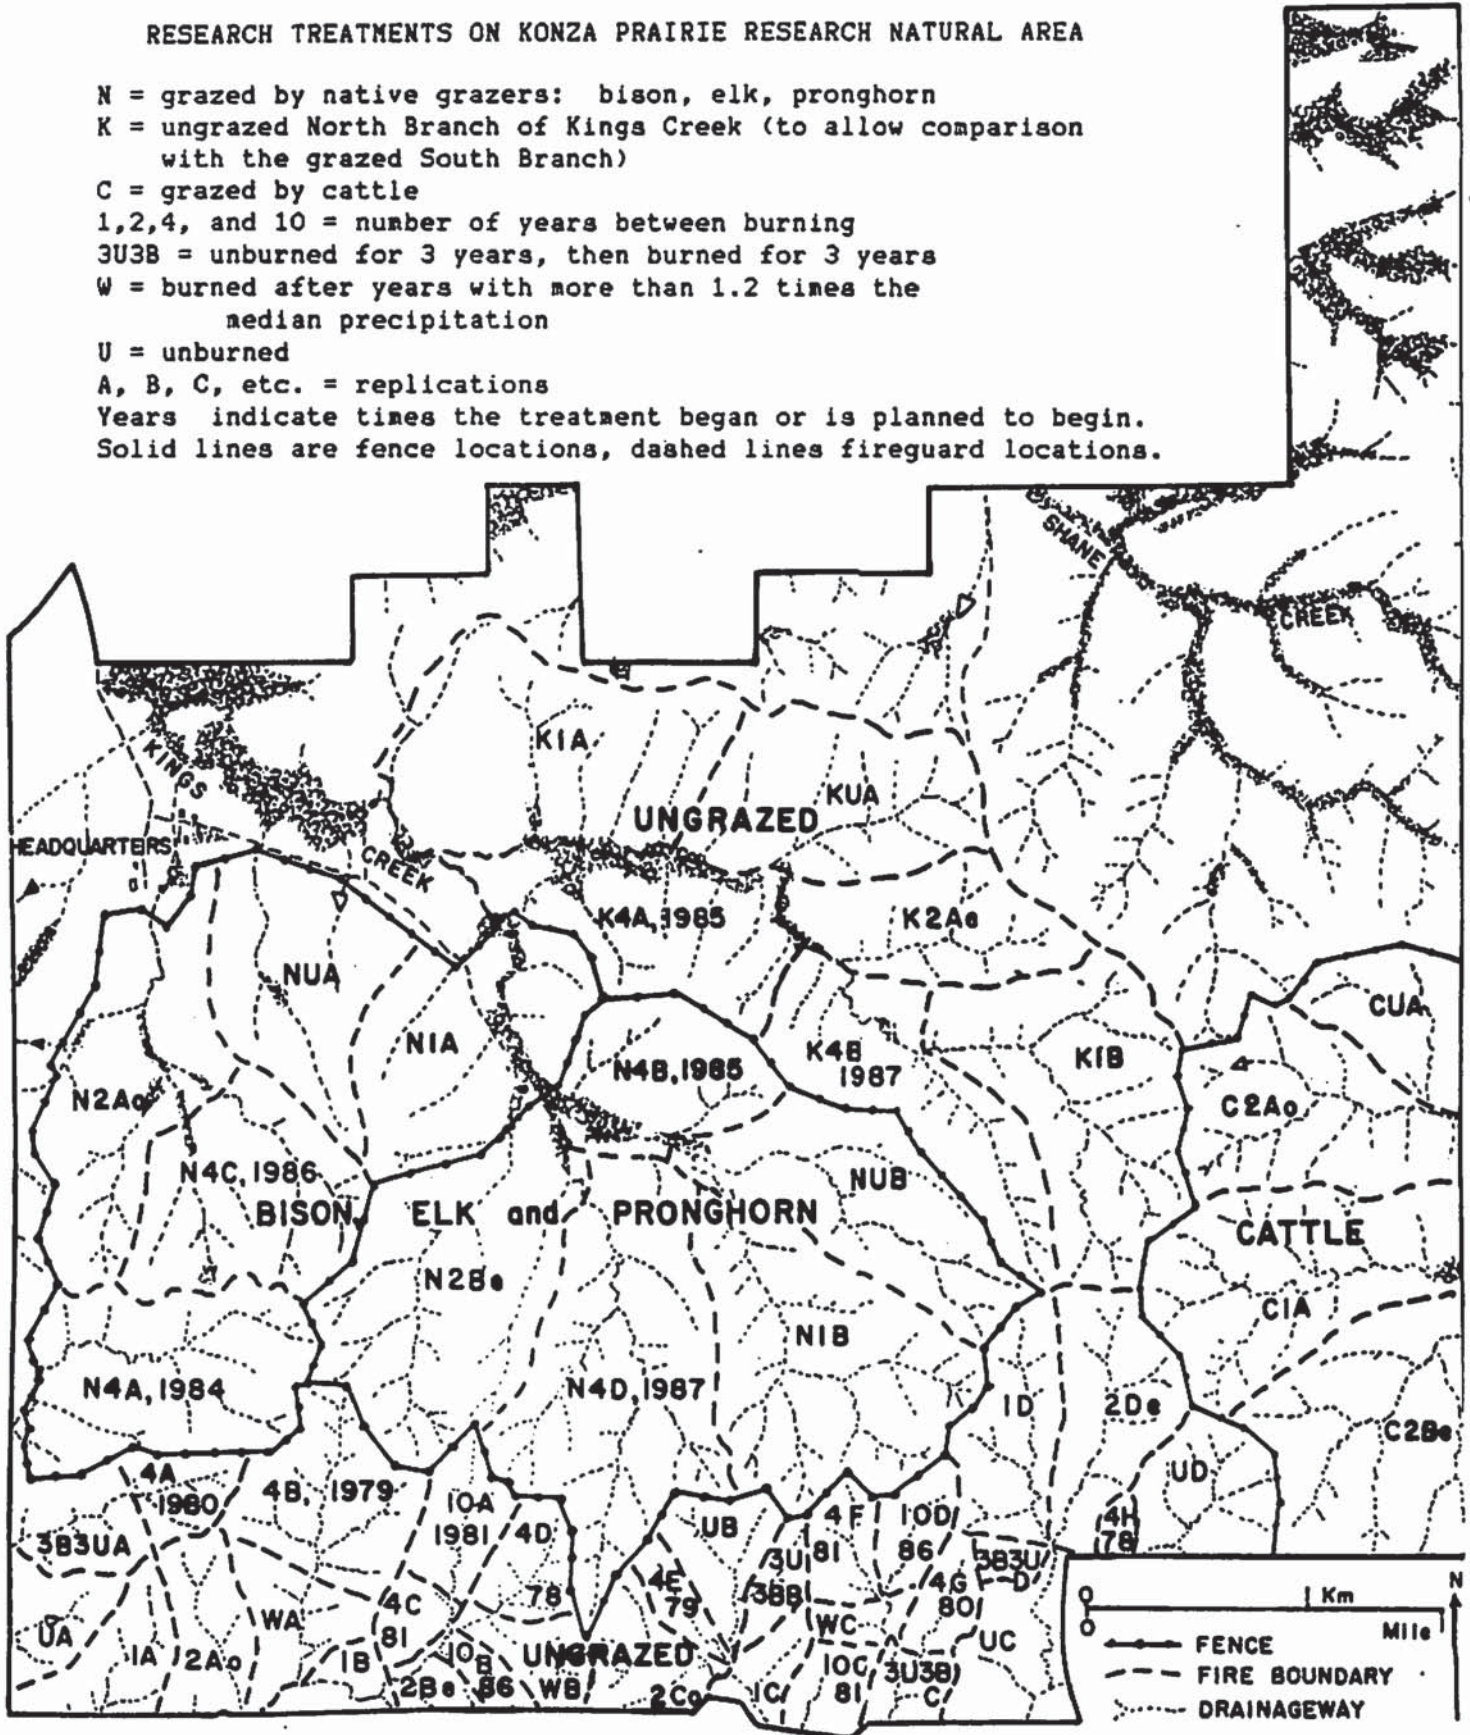 RESEARCH TREATMENTS ON KONZA PRAIRIE RESEARCH NATURAL AREA
N = grazed by native grazers: bison, elk, pronghorn
K = ungrazed North Branch of Kings Creek (to allow comparison
with the grazed South Branch)
C = grazed by cattle
1,2,4, and 10 = number of years between burning
3U3B = unburned for 3 years, then burned for 3 years
W = burned after years with more than 1.2 times the
median precipitation
U = unburned
A, B, C, etc. = replications
Years indicate times the treatment began or is planned to begin.
Solid lines are fence locations, dashed lines fireguard locations.
SHANE
CREEK
KINGS
CREEK
HEADQUARTERS
K1A
KUA
UNGRAZED
K4A, 1985
K2Ae
NUA
N1A
N4B, 1985
K4B
1987
K1B
CUA
C2Ao
N2Ao
N4C, 1986
NUB
BISON, ELK and PRONGHORN
CATTLE
N2Be
N1B
C1A
N4A, 1984
N4D, 1987
1D
2De
C2Be
UD
4A
1980
4B, 1979
10A
1981
4D
78
UB
4F
81
10D
86
4H
78
3B3UA
3U
3BB
4E
79
4G
80
3B3U
D
UA
1A
2Ao
WA
4C
81
1B
10B
86
2Be
WB
UNGRAZED
2Co
1C
WC
10C
81
3U3B
C
UC
0
1 Km
0
Mile 1
N
FENCE
FIRE BOUNDARY
DRAINAGEWAY